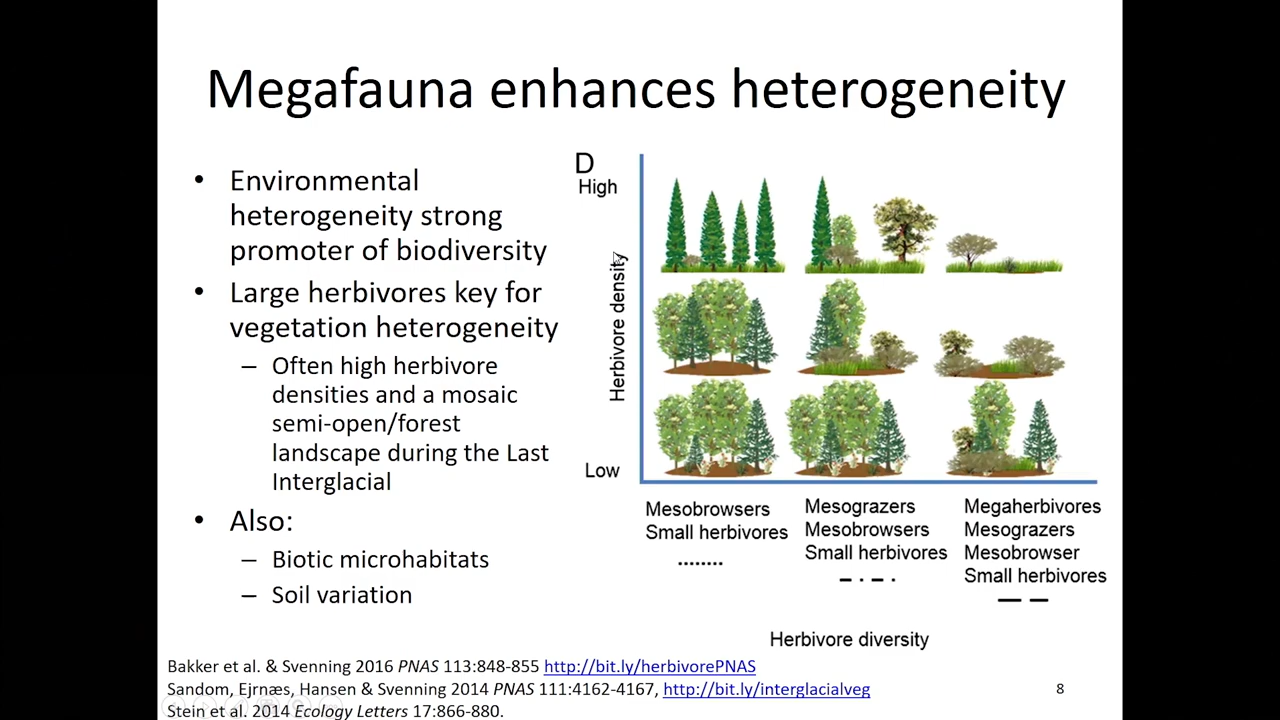 Megafauna enhances heterogeneity
• Environmental
heterogeneity strong
promoter of biodiversity
• Large herbivores key for
vegetation heterogeneity
– Often high herbivore
densities and a mosaic
semi-open/forest
landscape during the Last
Interglacial
• Also:
– Biotic microhabitats
– Soil variation
D
High
Herbivore density
Low
Mesobrowsers
Small herbivores
Mesograzers
Mesobrowsers
Small herbivores
Megaherbivores
Mesograzers
Mesobrowser
Small herbivores
Herbivore diversity
Bakker et al. & Svenning 2016 PNAS 113:848-855 http://bit.ly/herbivorePNAS
Sandom, Ejrnæs, Hansen & Svenning 2014 PNAS 111:4162-4167, http://bit.ly/interglacialveg
Stein et al. 2014 Ecology Letters 17:866-880.
8